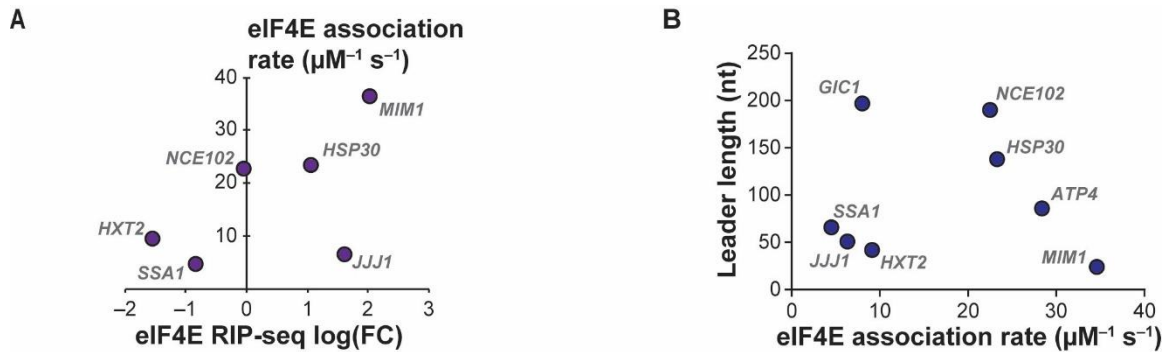 A
eIF4E association
rate (µM⁻¹ s⁻¹)
40
30
20
10
MIM1
HSP30
NCE102
HXT2
SSA1
JJJ1
–2 –1 0 1 2 3
eIF4E RIP-seq log(FC)
B
Leader length (nt)
250
200
150
100
50
0
GIC1
NCE102
HSP30
ATP4
SSA1
JJJ1
HXT2
MIM1
0 10 20 30 40
eIF4E association rate (µM⁻¹ s⁻¹)